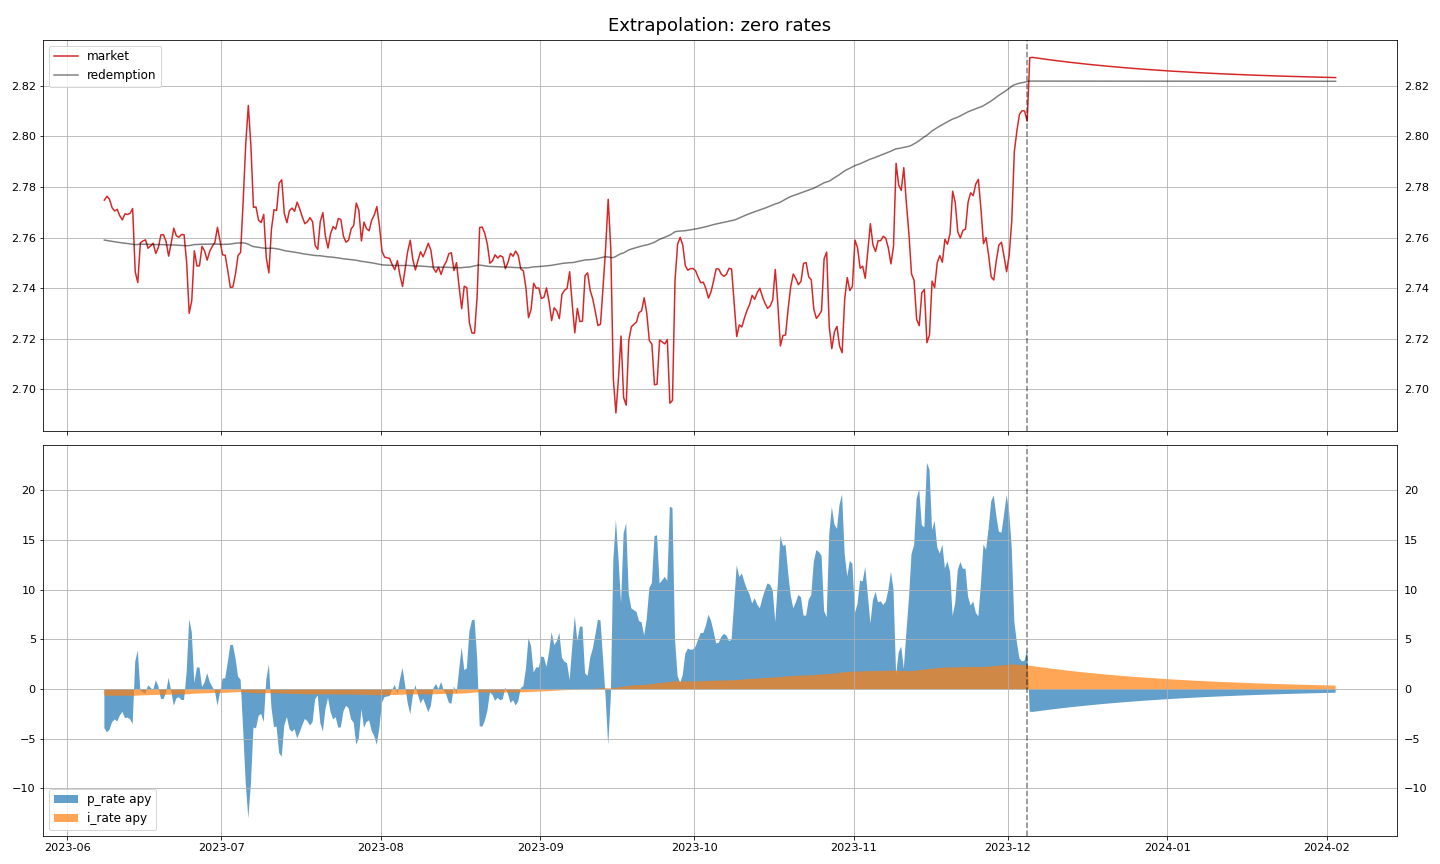 Extrapolation: zero rates
market
redemption
2.82 2.82
2.80 2.80
2.78 2.78
2.76 2.76
2.74 2.74
2.72 2.72
2.70 2.70
20 20
15 15
10 10
5 5
0 0
−5 −5
−10 −10
p_rate apy
i_rate apy
2023-06 2023-07 2023-08 2023-09 2023-10 2023-11 2023-12 2024-01 2024-02